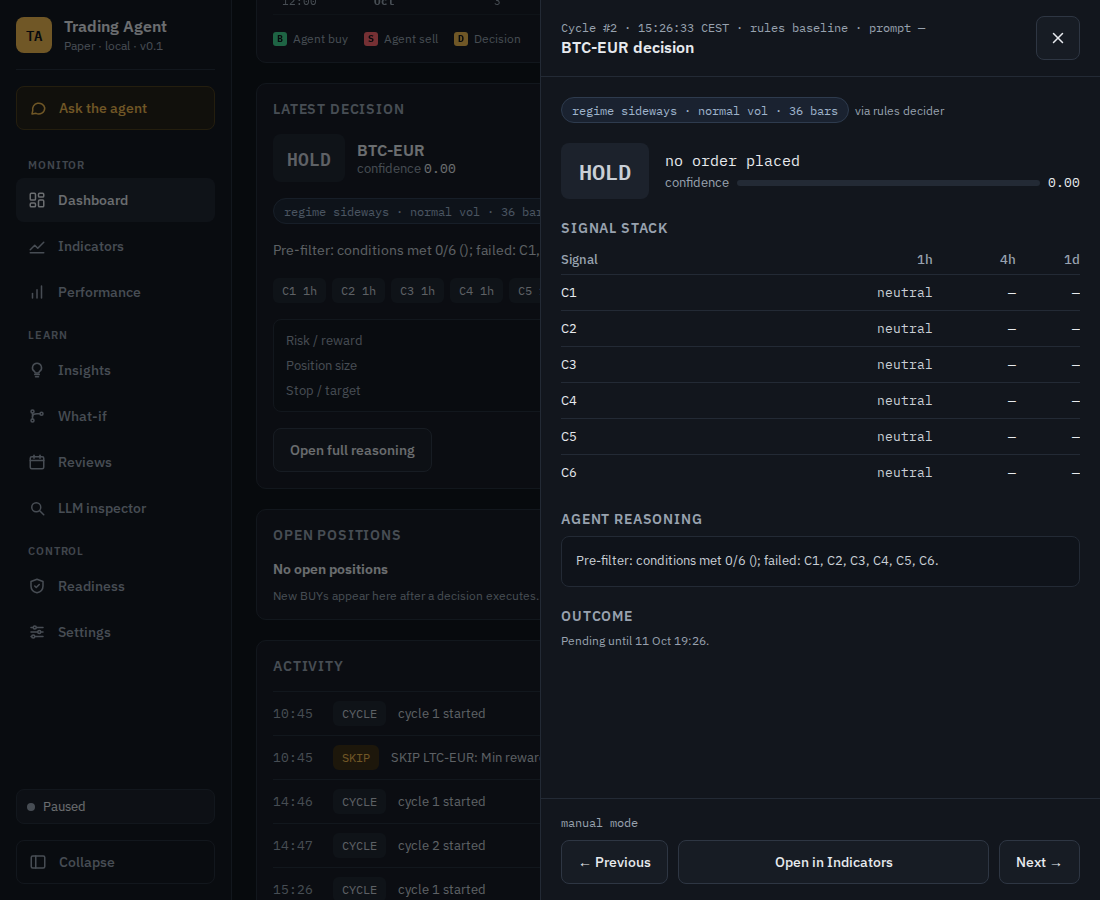 TA
Trading Agent
Paper · local · v0.1
Ask the agent
MONITOR
Dashboard
Indicators
Performance
LEARN
Insights
What-if
Reviews
LLM inspector
CONTROL
Readiness
Settings
Paused
Collapse
12:00 Oct 3
B Agent buy S Agent sell D Decision
LATEST DECISION
HOLD
BTC-EUR
confidence 0.00
regime sideways · normal vol · 36 bar
Pre-filter: conditions met 0/6 (); failed: C1,
C1 1h C2 1h C3 1h C4 1h C5
Risk / reward
Position size
Stop / target
Open full reasoning
OPEN POSITIONS
No open positions
New BUYs appear here after a decision executes.
ACTIVITY
10:45 CYCLE cycle 1 started
10:45 SKIP SKIP LTC-EUR: Min rewar
14:46 CYCLE cycle 1 started
14:47 CYCLE cycle 2 started
15:26 CYCLE cycle 1 started
Cycle #2 · 15:26:33 CEST · rules baseline · prompt —
BTC-EUR decision
regime sideways · normal vol · 36 bars via rules decider
HOLD
no order placed
confidence 0.00
SIGNAL STACK
Signal 1h 4h 1d
C1 neutral — —
C2 neutral — —
C3 neutral — —
C4 neutral — —
C5 neutral — —
C6 neutral — —
AGENT REASONING
Pre-filter: conditions met 0/6 (); failed: C1, C2, C3, C4, C5, C6.
OUTCOME
Pending until 11 Oct 19:26.
manual mode
← Previous Open in Indicators Next →